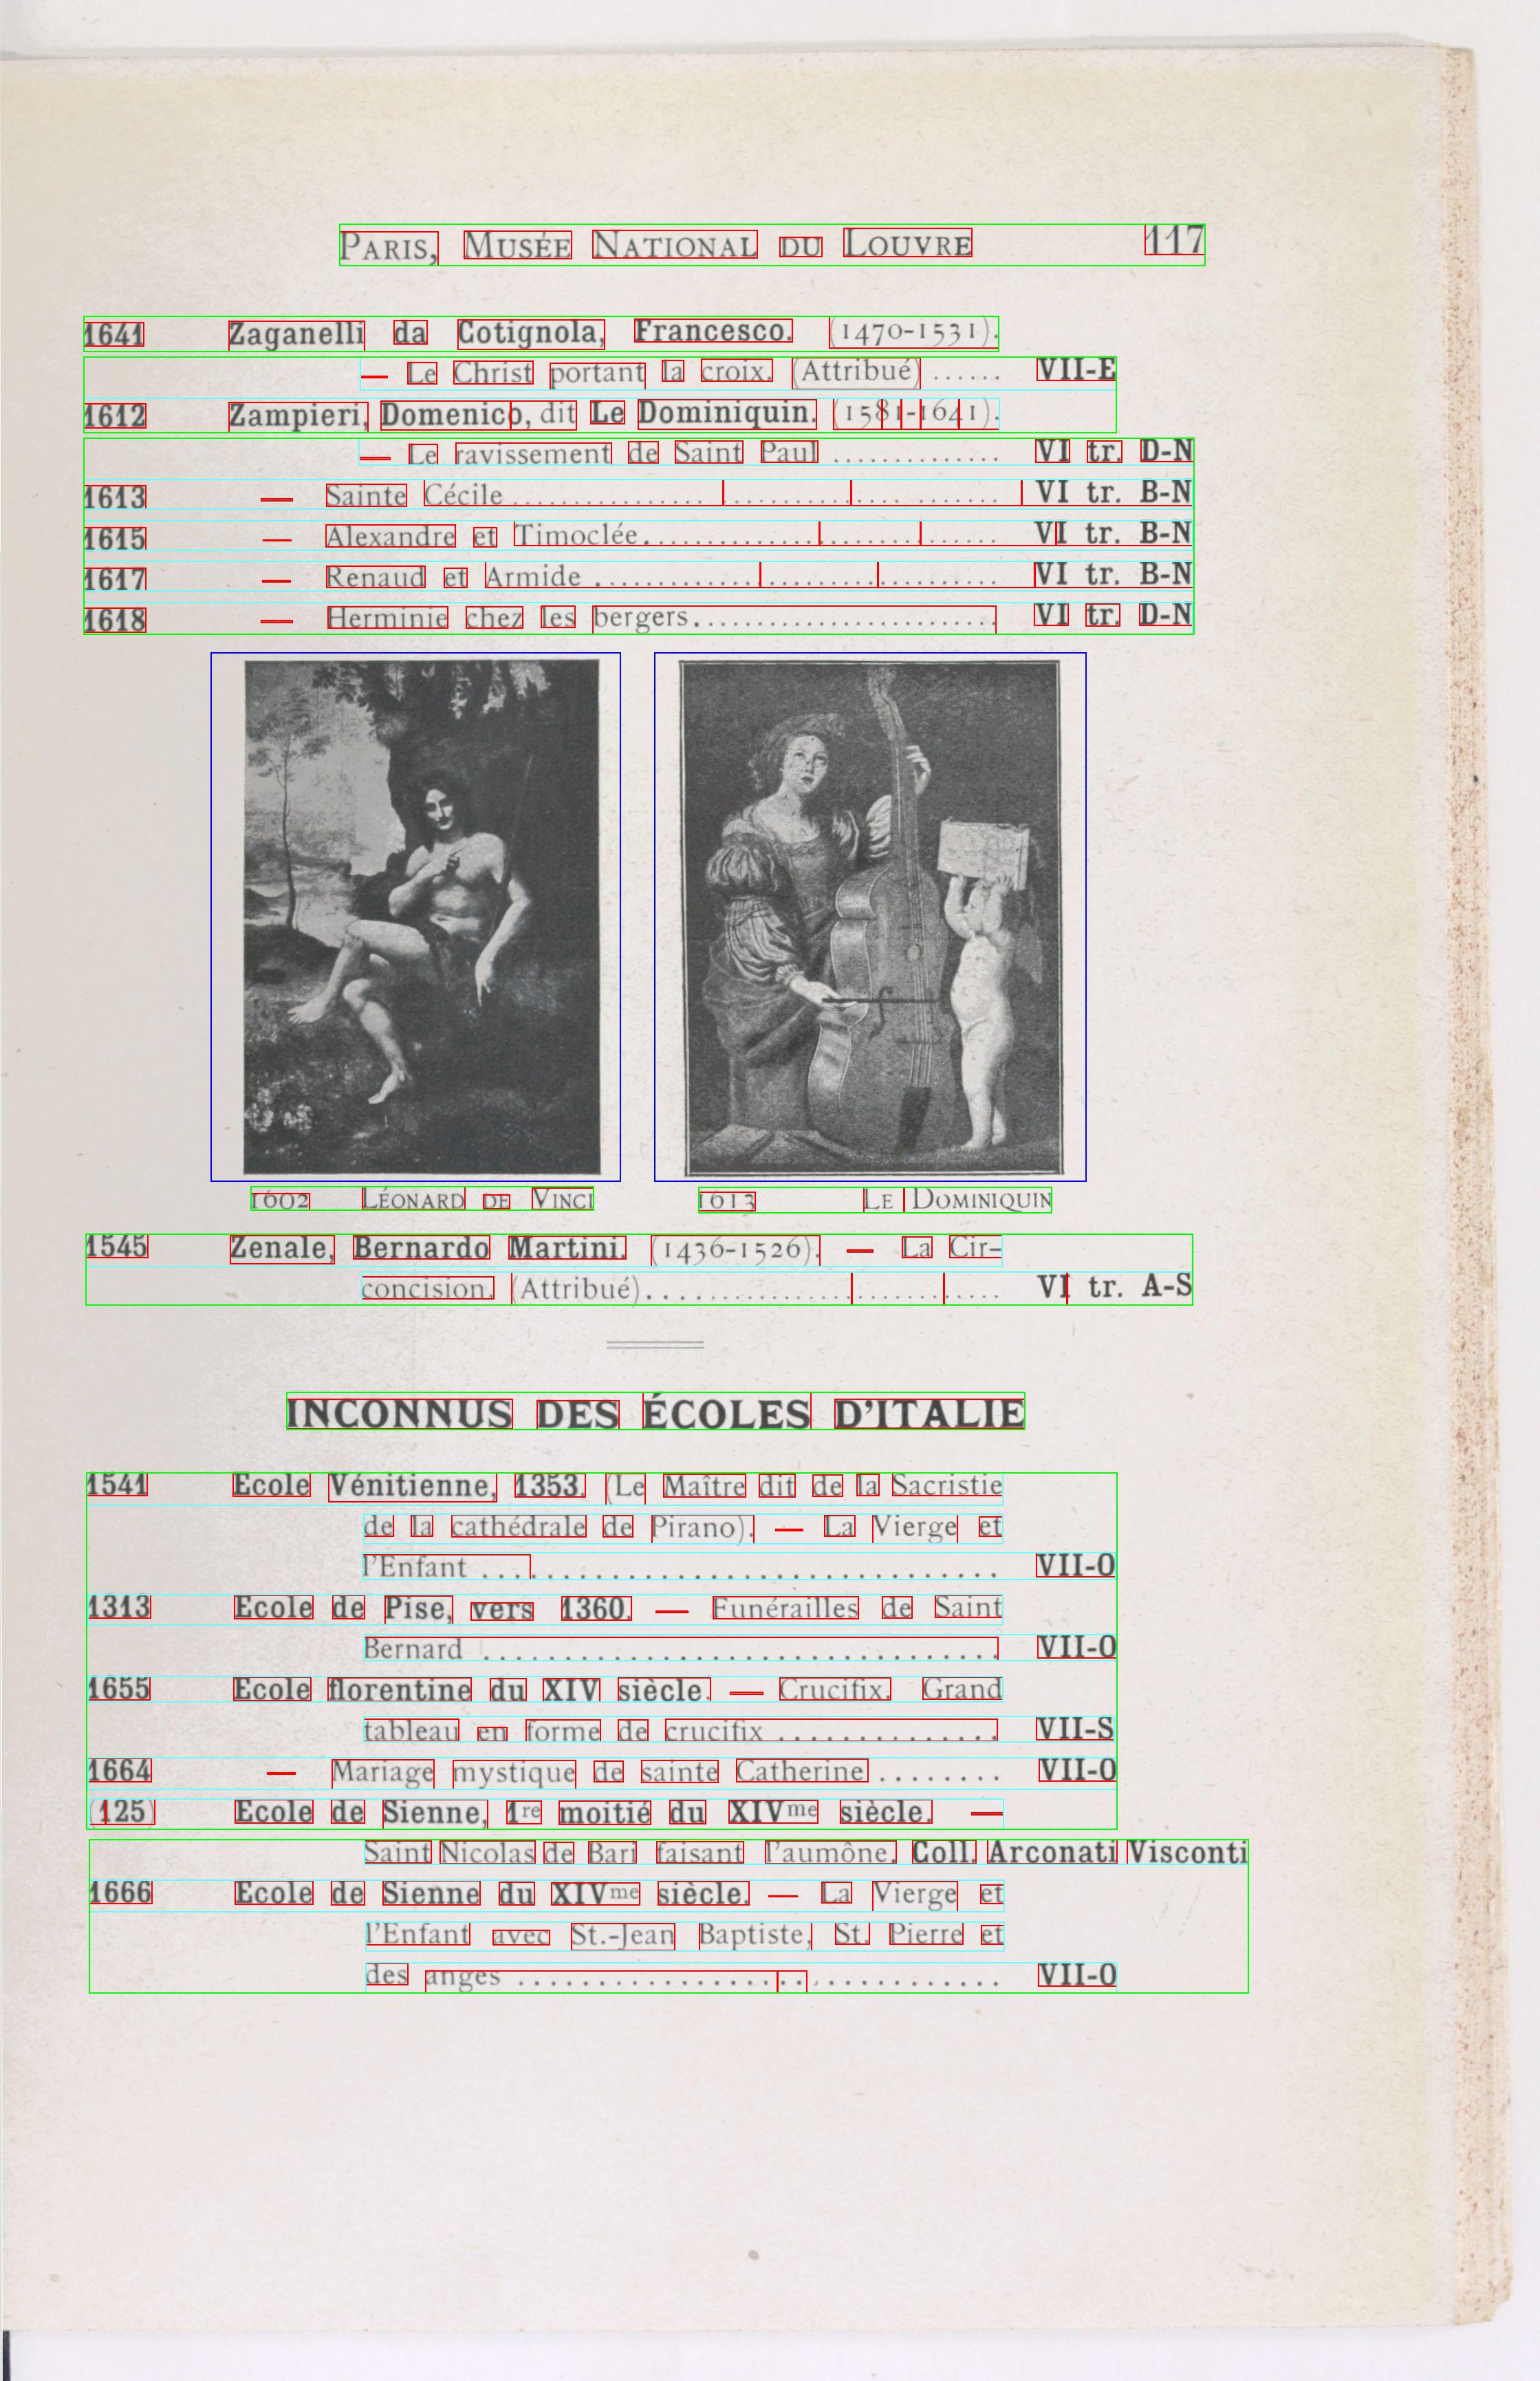 PARIS, MUSÉE NATIONAL DU LOUVRE 117
1641 Zaganelli da Cotignola, Francesco. (1470-1531).
— Le Christ portant la croix. (Attribué) ...... VII-E
1612 Zampieri, Domenico, dit Le Dominiquin. (1581-1641).
— Le ravissement de Saint Paul .............. VI tr. D-N
1613 — Sainte Cécile ........................................ VI tr. B-N
1615 — Alexandre et Timoclée.............................. VI tr. B-N
1617 — Renaud et Armide .................................. VI tr. B-N
1618 — Herminie chez les bergers.......................... VI tr. D-N
1602 LÉONARD DE VINCI
1613 LE DOMINIQUIN
1545 Zenale, Bernardo Martini. (1436-1526). — La Cir-
concision. (Attribué).............................. VI tr. A-S
INCONNUS DES ÉCOLES D'ITALIE
1541 Ecole Vénitienne, 1353. (Le Maître dit de la Sacristie
de la cathédrale de Pirano). — La Vierge et
l'Enfant ................................ VII-O
1313 Ecole de Pise, vers 1360. — Funérailles de Saint
Bernard ................................ VII-O
1655 Ecole florentine du XIV siècle. — Crucifix. Grand
tableau en forme de crucifix .............. VII-S
1664 — Mariage mystique de sainte Catherine ........ VII-O
(125) Ecole de Sienne, 1re moitié du XIVme siècle. —
Saint Nicolas de Bari faisant l'aumône. Coll. Arconati Visconti
1666 Ecole de Sienne du XIVme siècle. — La Vierge et
l'Enfant avec St.-Jean Baptiste, St. Pierre et
des anges .............................. VII-O